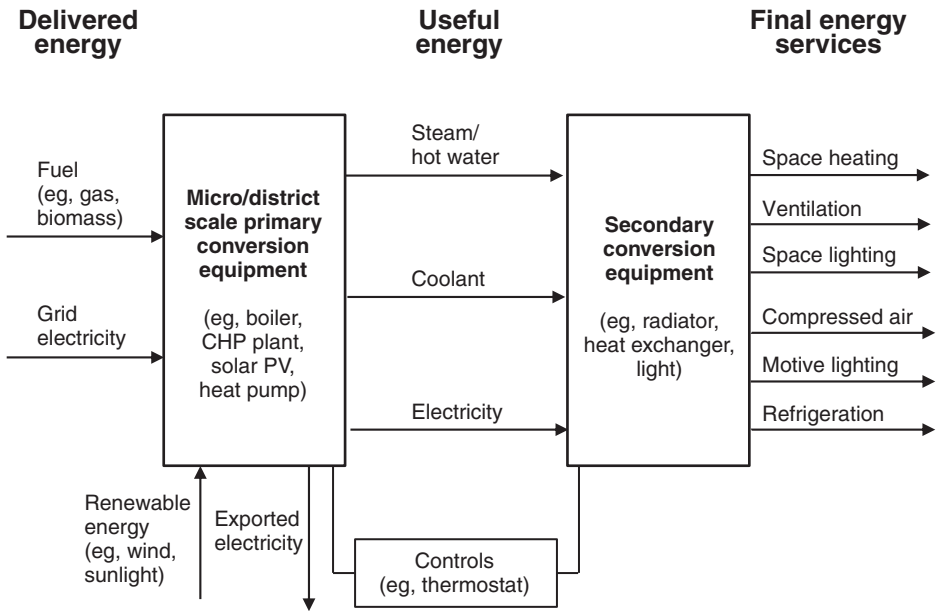 Delivered
energy
Useful
energy
Final energy
services
Fuel
(eg, gas,
biomass)
Grid
electricity
Micro/district
scale primary
conversion
equipment
(eg, boiler,
CHP plant,
solar PV,
heat pump)
Steam/
hot water
Coolant
Electricity
Secondary
conversion
equipment
(eg, radiator,
heat exchanger,
light)
Space heating
Ventilation
Space lighting
Compressed air
Motive lighting
Refrigeration
Renewable
energy
(eg, wind,
sunlight)
Exported
electricity
Controls
(eg, thermostat)